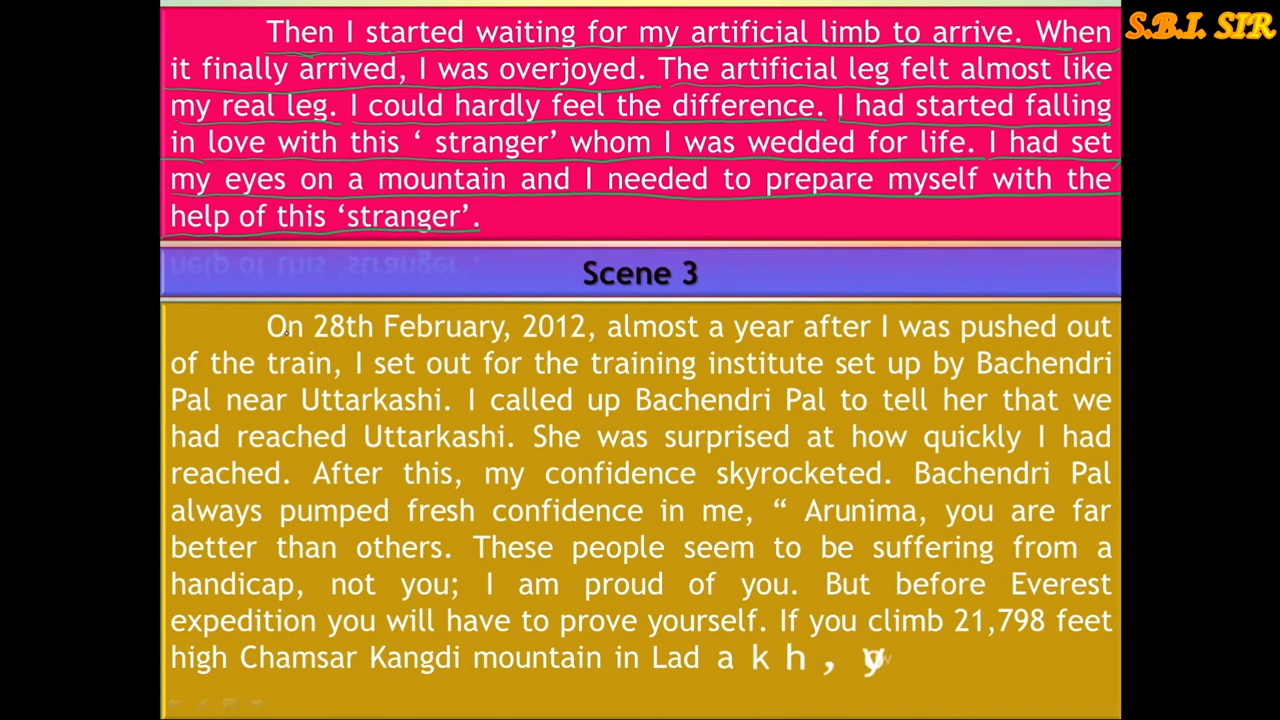 S.B.I. SIR
Then I started waiting for my artificial limb to arrive. When
it finally arrived, I was overjoyed. The artificial leg felt almost like
my real leg. I could hardly feel the difference. I had started falling
in love with this ‘ stranger’ whom I was wedded for life. I had set
my eyes on a mountain and I needed to prepare myself with the
help of this ‘stranger’.
Scene 3
On 28th February, 2012, almost a year after I was pushed out
of the train, I set out for the training institute set up by Bachendri
Pal near Uttarkashi. I called up Bachendri Pal to tell her that we
had reached Uttarkashi. She was surprised at how quickly I had
reached. After this, my confidence skyrocketed. Bachendri Pal
always pumped fresh confidence in me, “ Arunima, you are far
better than others. These people seem to be suffering from a
handicap, not you; I am proud of you. But before Everest
expedition you will have to prove yourself. If you climb 21,798 feet
high Chamsar Kangdi mountain in Lad a k h ,